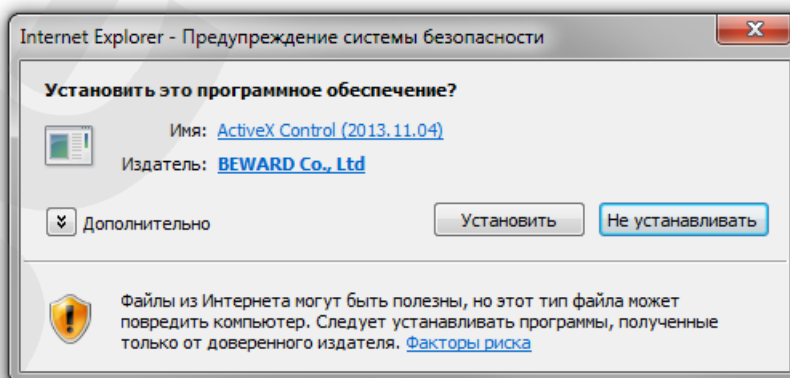 Internet Explorer - Предупреждение системы безопасности
Установить это программное обеспечение?
Имя: ActiveX Control (2013.11.04)
Издатель: BEWARD Co., Ltd
Дополнительно Установить Не устанавливать
Файлы из Интернета могут быть полезны, но этот тип файла может
повредить компьютер. Следует устанавливать программы, полученные
только от доверенного издателя. Факторы риска